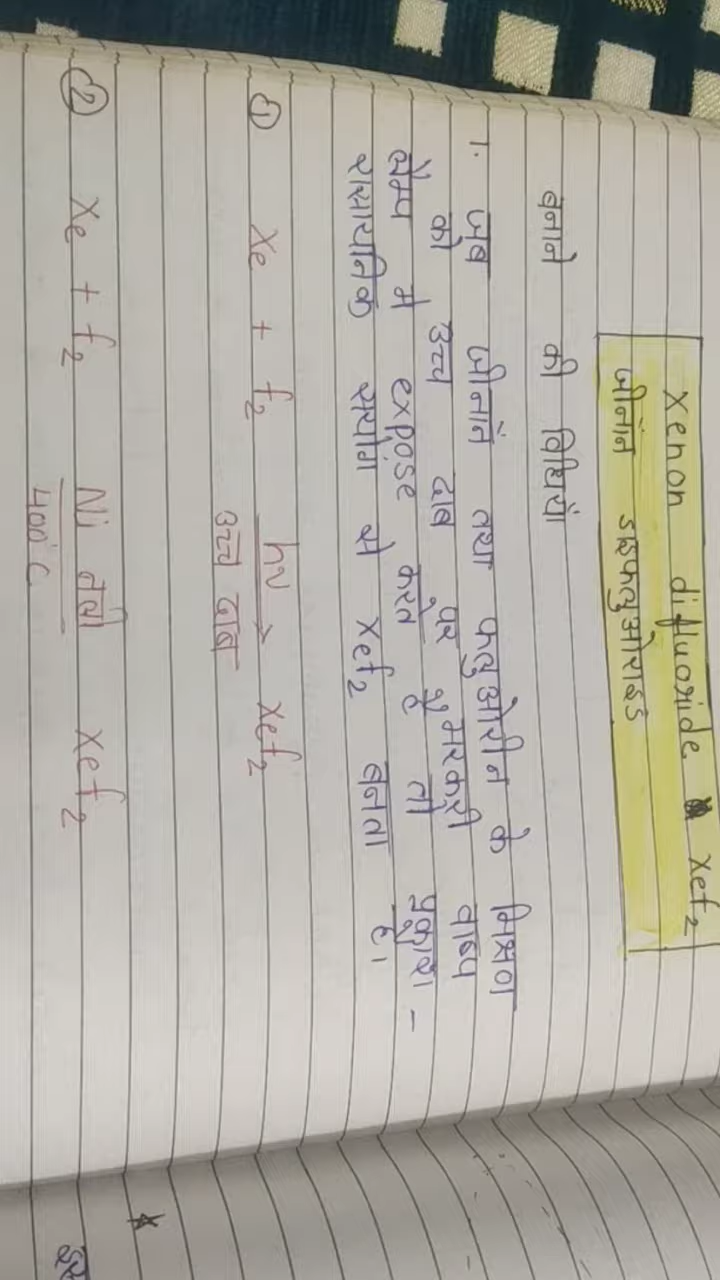 Xenon difluoride Xef₂
जीनॉन डाइफ्लुओराइड
बनाने की विधियाँ
1. जब जीनॉन तथा फ्लुओरीन के मिश्रण
को उच्च दाब पर मरकरी वाष्प
लैम्प में expose करते हैं तो प्रकाश -
रासायनिक संयोग से Xef₂ बनता है।
① Xe + f₂ hν → Xef₂
उच्च दाब
② Xe + f₂ Ni नली Xef₂
400°C